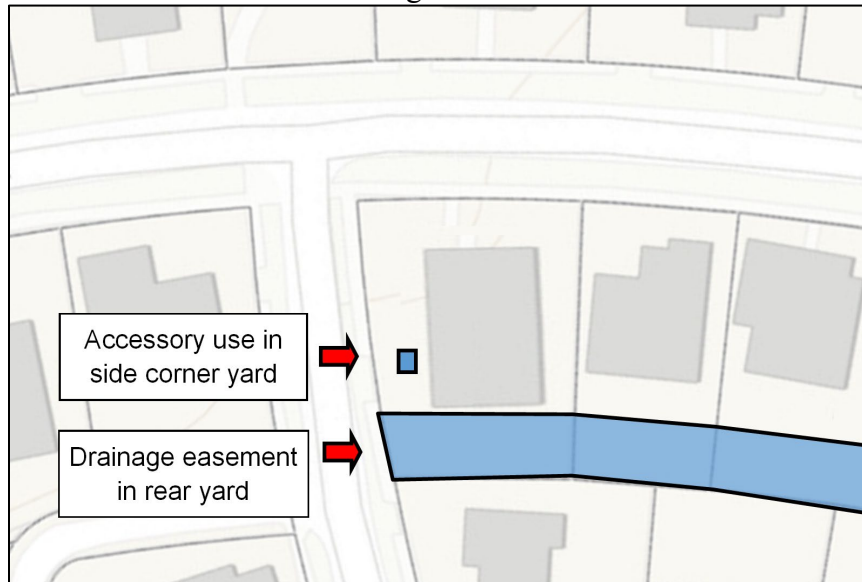 Accessory use in
side corner yard
Drainage easement
in rear yard